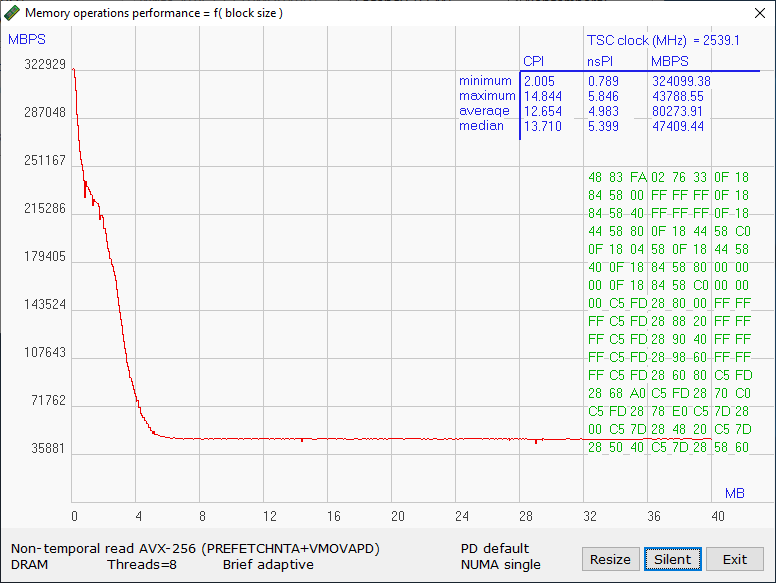 Memory operations performance = f( block size )
MBPS
TSC clock (MHz) = 2539.1
CPI nsPI MBPS
minimum 2.005 0.789 324099.38
maximum 14.844 5.846 43788.55
average 12.654 4.983 80273.91
median 13.710 5.399 47409.44
322929
287048
251167
215286
179405
143524
107643
71762
35881
48 83 FA 02 76 33 0F 18
84 58 00 FF FF FF 0F 18
84 58 40 FF FF FF 0F 18
44 58 80 0F 18 44 58 C0
0F 18 04 58 0F 18 44 58
40 0F 18 84 58 80 00 00
00 0F 18 84 58 C0 00 00
00 C5 FD 28 80 00 FF FF
FF C5 FD 28 88 20 FF FF
FF C5 FD 28 90 40 FF FF
FF C5 FD 28 98 60 FF FF
FF C5 FD 28 60 80 C5 FD
28 68 A0 C5 FD 28 70 C0
C5 FD 28 78 E0 C5 7D 28
00 C5 7D 28 48 20 C5 7D
28 50 40 C5 7D 28 58 60
MB
0 4 8 12 16 20 24 28 32 36 40
Non-temporal read AVX-256 (PREFETCHNTA+VMOVAPD) PD default
DRAM Threads=8 Brief adaptive NUMA single
Resize Silent Exit